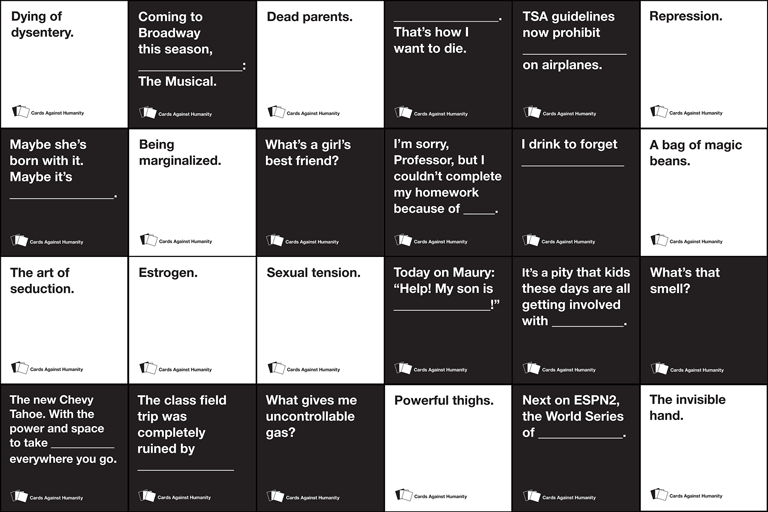 Dying of
dysentery.
Cards Against Humanity
Coming to
Broadway
this season,
_______________:
The Musical.
Cards Against Humanity
Dead parents.
Cards Against Humanity
_______________.
That's how I
want to die.
Cards Against Humanity
TSA guidelines
now prohibit
_______________
on airplanes.
Cards Against Humanity
Repression.
Cards Against Humanity
Maybe she's
born with it.
Maybe it's
_______________.
Cards Against Humanity
Being
marginalized.
Cards Against Humanity
What's a girl's
best friend?
Cards Against Humanity
I'm sorry,
Professor, but I
couldn't complete
my homework
because of _____.
Cards Against Humanity
I drink to forget
_______________
Cards Against Humanity
A bag of magic
beans.
Cards Against Humanity
The art of
seduction.
Cards Against Humanity
Estrogen.
Cards Against Humanity
Sexual tension.
Cards Against Humanity
Today on Maury:
“Help! My son is
______________!”
Cards Against Humanity
It's a pity that kids
these days are all
getting involved
with __________.
Cards Against Humanity
What's that
smell?
Cards Against Humanity
The new Chevy
Tahoe. With the
power and space
to take __________
everywhere you go.
Cards Against Humanity
The class field
trip was
completely
ruined by
______________
Cards Against Humanity
What gives me
uncontrollable
gas?
Cards Against Humanity
Powerful thighs.
Cards Against Humanity
Next on ESPN2,
the World Series
of ____________.
Cards Against Humanity
The invisible
hand.
Cards Against Humanity